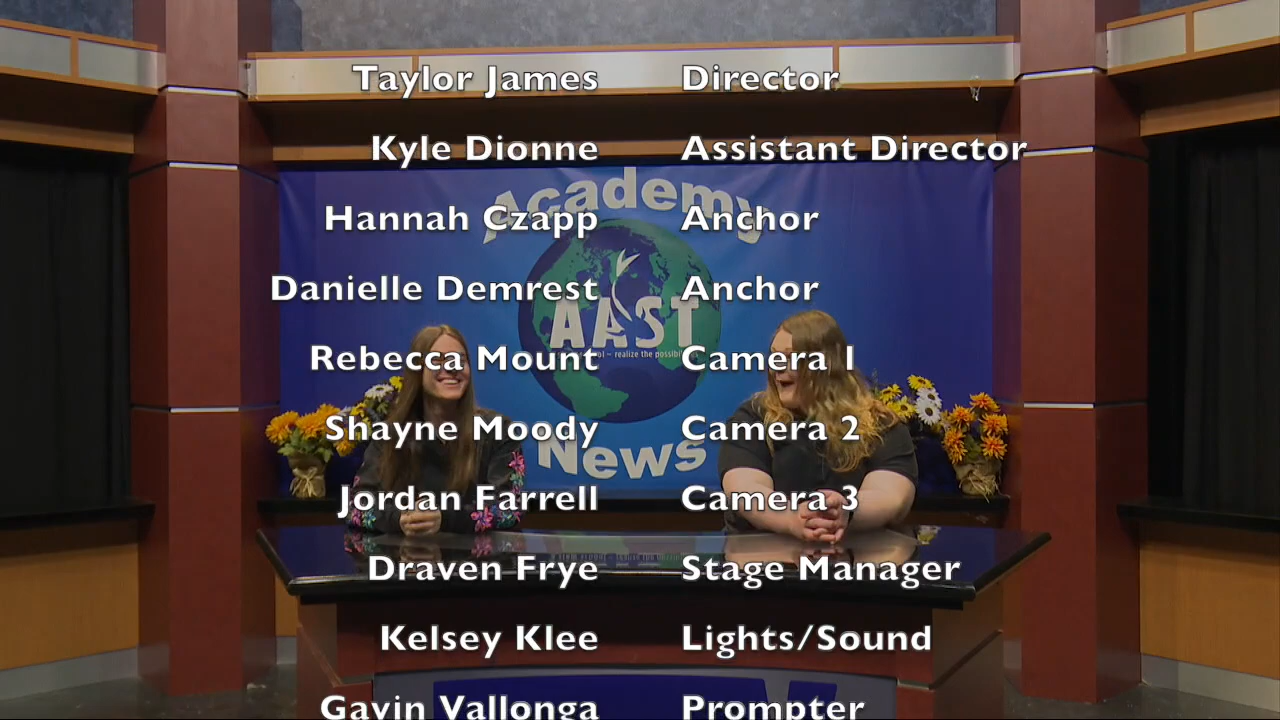 Taylor James Director
Kyle Dionne Assistant Director
Academy
Hannah Czapp Anchor
Danielle Demrest Anchor
AAST
Rebecca Mount Camera 1
Shayne Moody Camera 2
News
Jordan Farrell Camera 3
Draven Frye Stage Manager
Kelsey Klee Lights/Sound
Gavin Vallonga Prompter